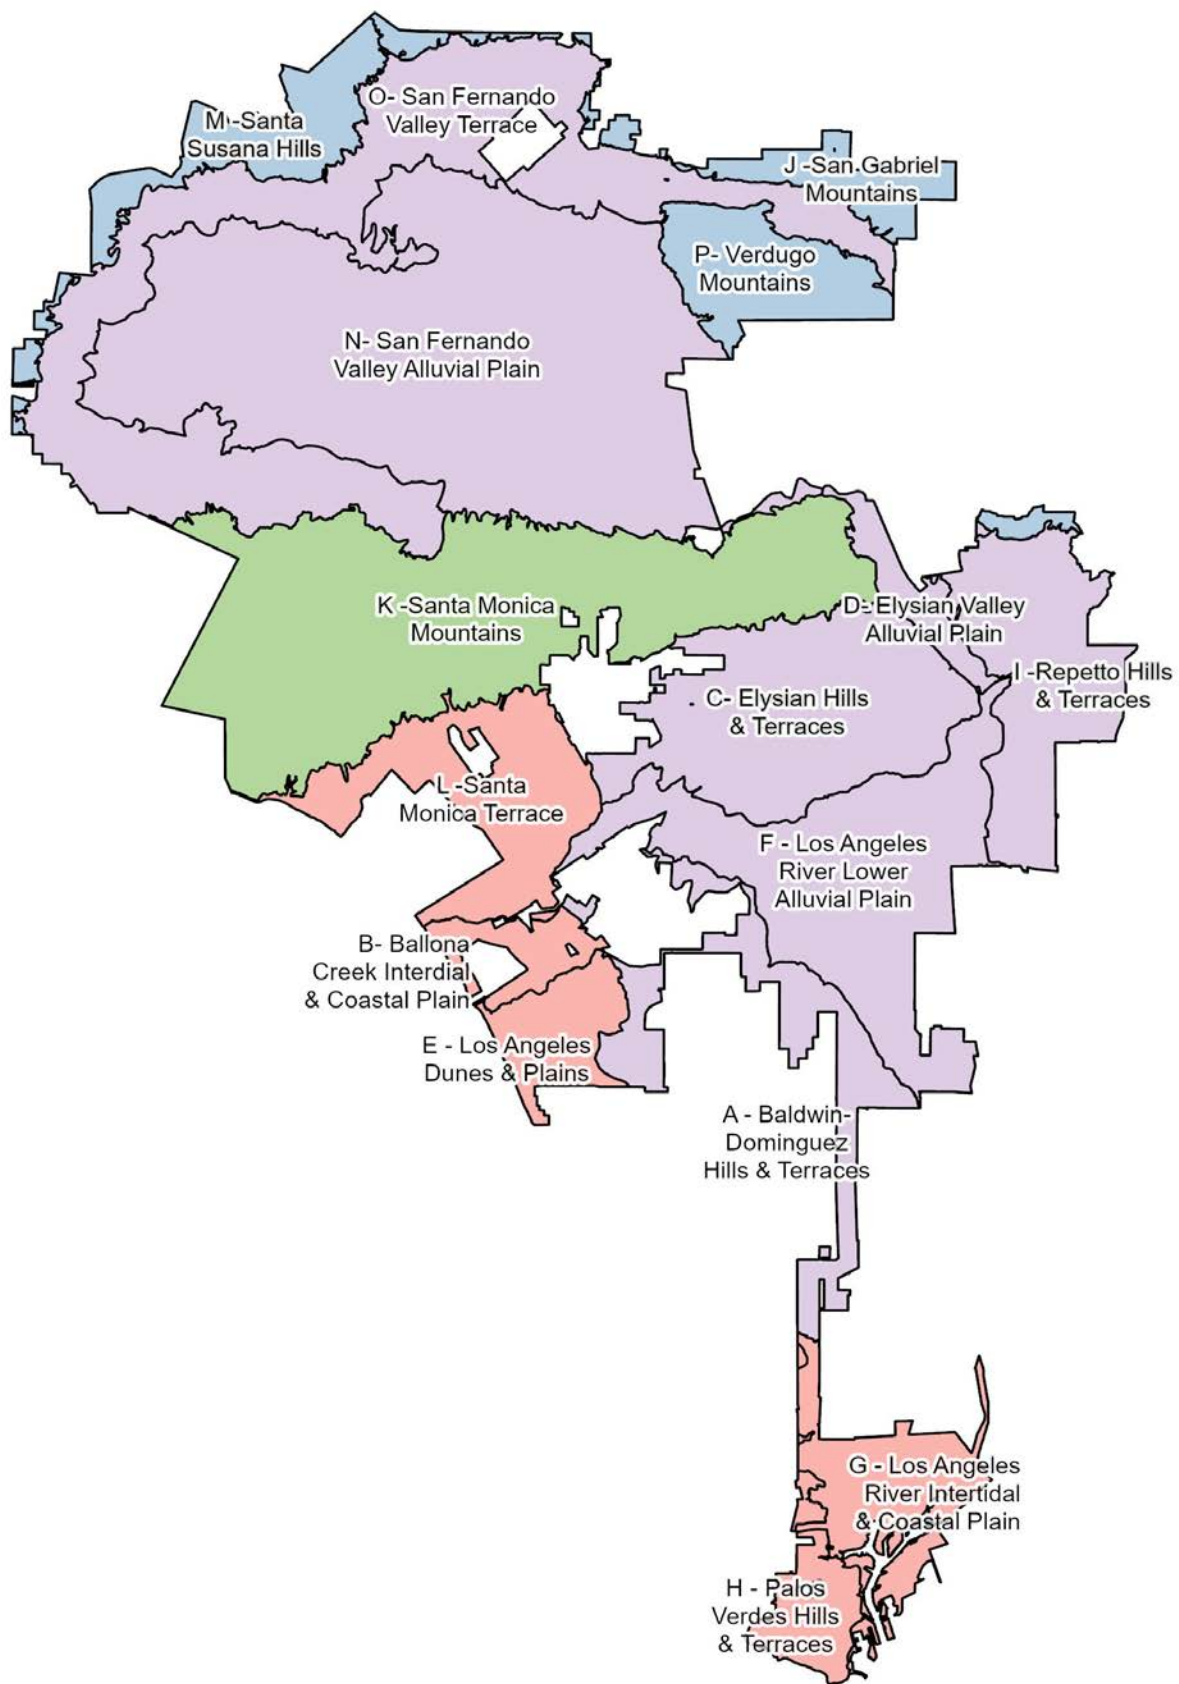 O- San Fernando
Valley Terrace
M -Santa
Susana Hills
J -San Gabriel
Mountains
P- Verdugo
Mountains
N- San Fernando
Valley Alluvial Plain
K -Santa Monica
Mountains
D- Elysian Valley
Alluvial Plain
I -Repetto Hills
& Terraces
C- Elysian Hills
& Terraces
L -Santa
Monica Terrace
F - Los Angeles
River Lower
Alluvial Plain
B- Ballona
Creek Interdial
& Coastal Plain
E - Los Angeles
Dunes & Plains
A - Baldwin-
Dominguez
Hills & Terraces
G - Los Angeles
River Intertidal
& Coastal Plain
H - Palos
Verdes Hills
& Terraces